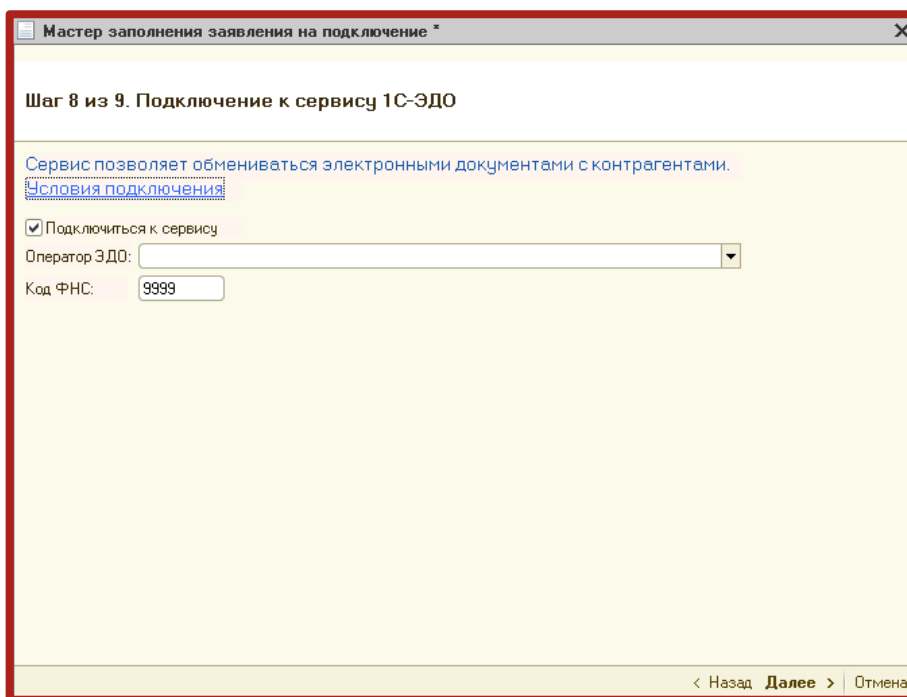 Мастер заполнения заявления на подключение *
Шаг 8 из 9. Подключение к сервису 1С-ЭДО
Сервис позволяет обмениваться электронными документами с контрагентами.
Условия подключения
Подключиться к сервису
Оператор ЭДО:
Код ФНС: 9999
< Назад Далее > Отмена